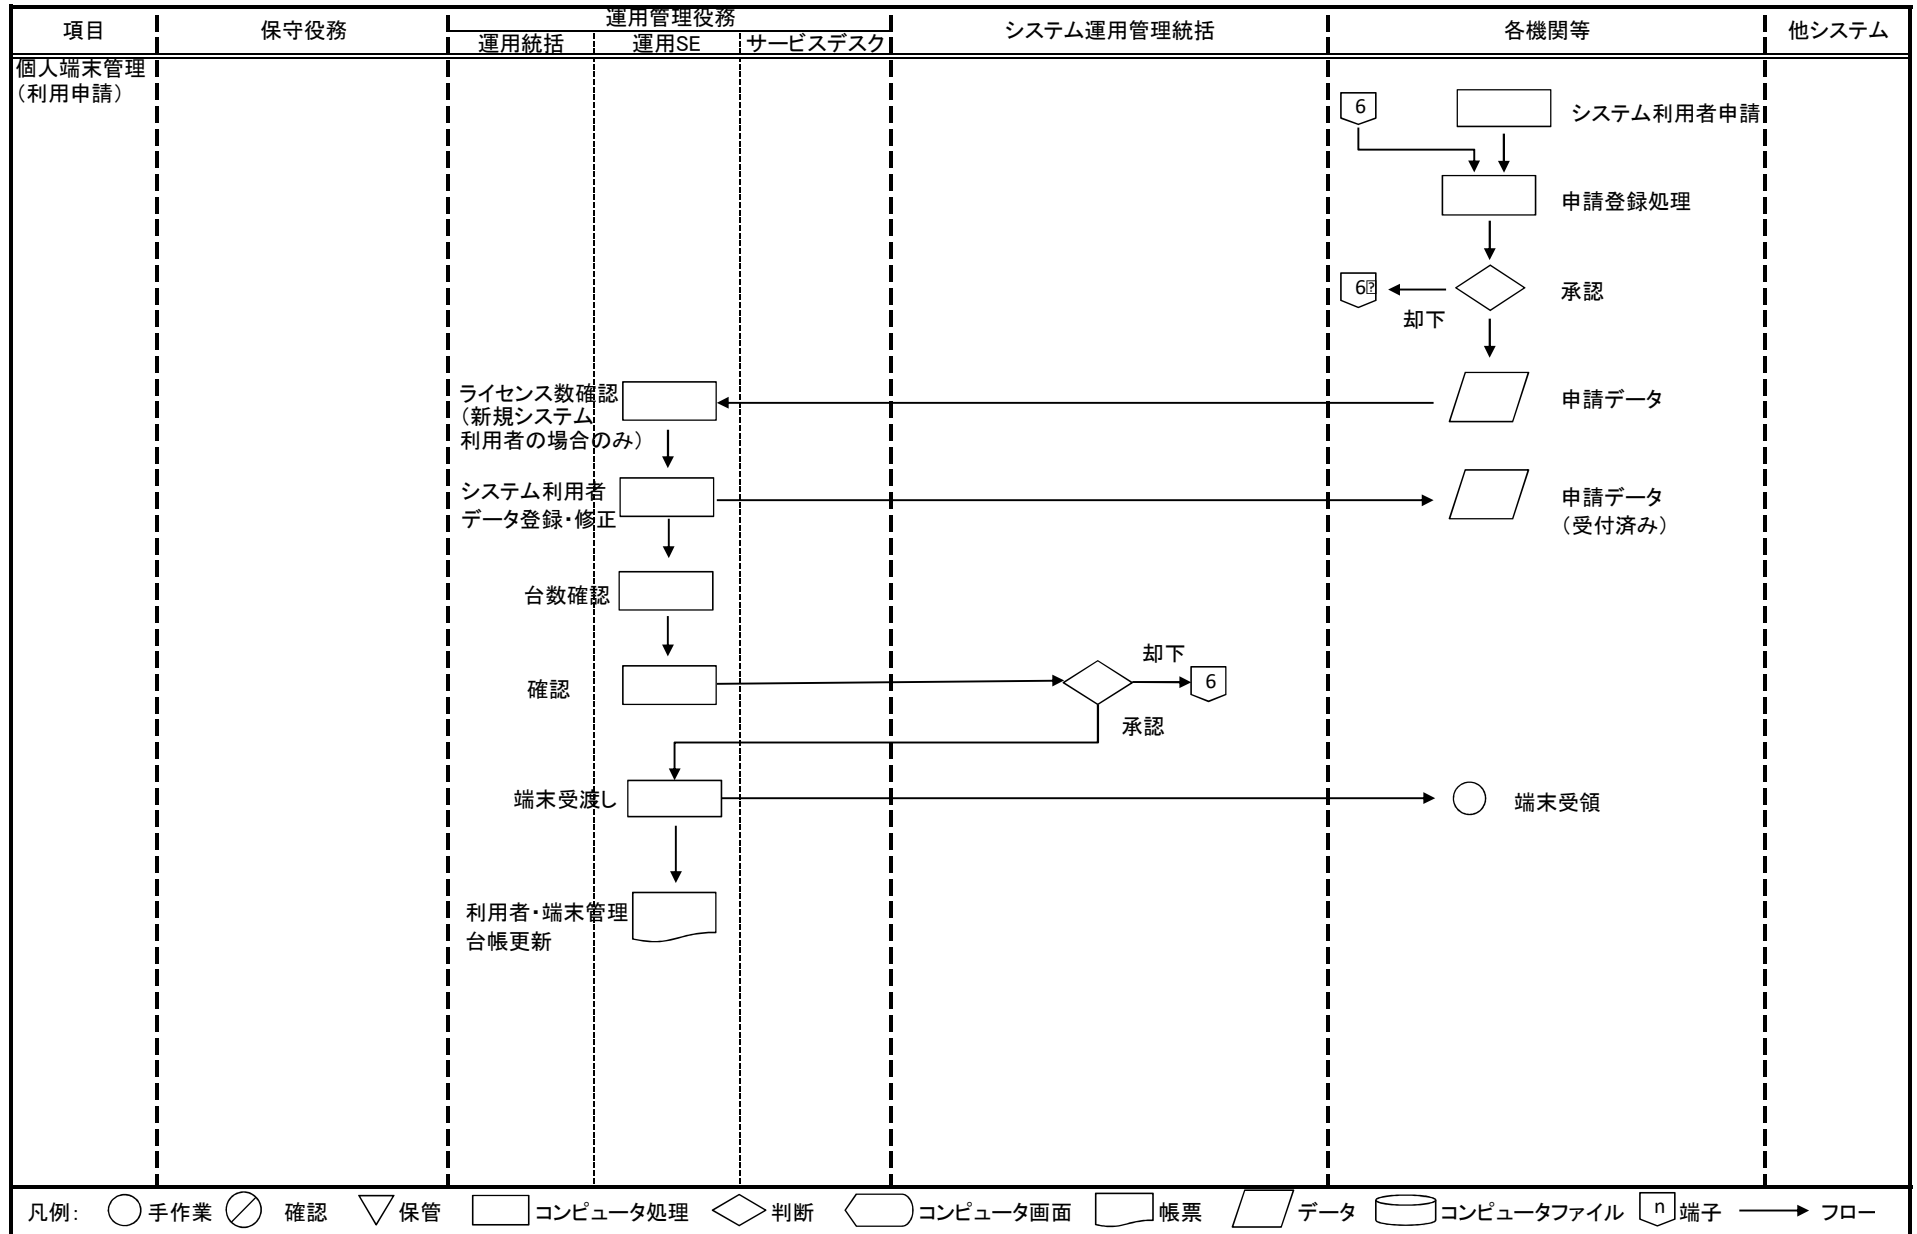 項目
保守役務
運用管理役務
運用統括
運用SE
サービスデスク
システム運用管理統括
各機関等
他システム
個人端末管理
（利用申請）
6
システム利用者申請
申請登録処理
6
承認
却下
ライセンス数確認
（新規システム
利用者の場合のみ）
申請データ
システム利用者
データ登録・修正
申請データ
（受付済み）
台数確認
却下
確認
6
承認
端末受渡し
端末受領
利用者・端末管理
台帳更新
凡例: 手作業 確認 保管 コンピュータ処理 判断 コンピュータ画面 帳票 データ コンピュータファイル n 端子 フロー